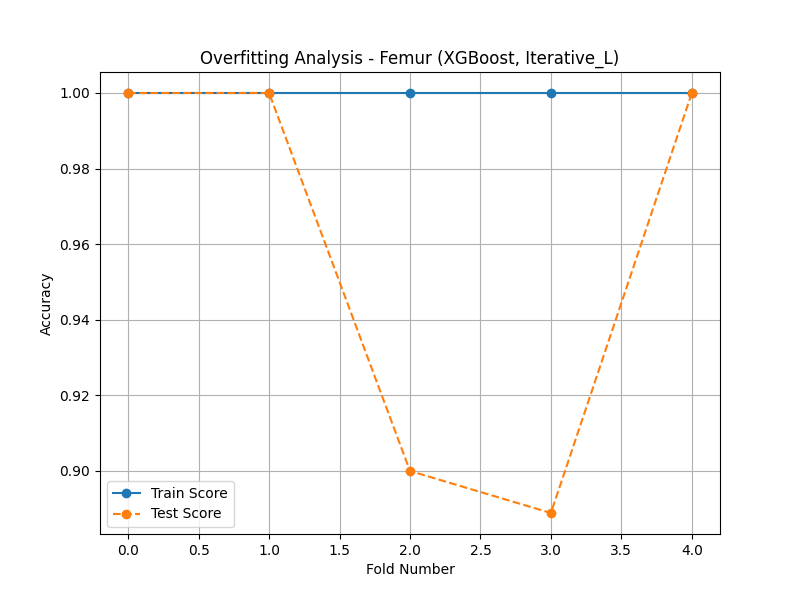 Overfitting Analysis - Femur (XGBoost, Iterative_L)
1.00
0.98
0.96
0.94
0.92
0.90
Accuracy
Train Score
Test Score
0.0 0.5 1.0 1.5 2.0 2.5 3.0 3.5 4.0
Fold Number